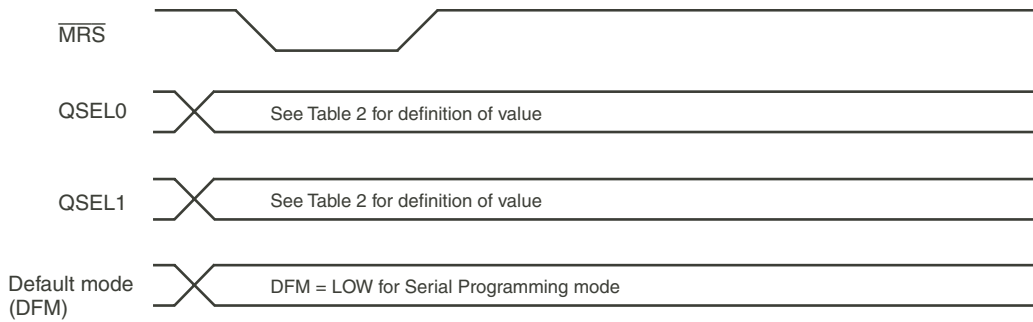 M̅R̅S̅
QSEL0 See Table 2 for definition of value
QSEL1 See Table 2 for definition of value
Default mode
(DFM) DFM = LOW for Serial Programming mode